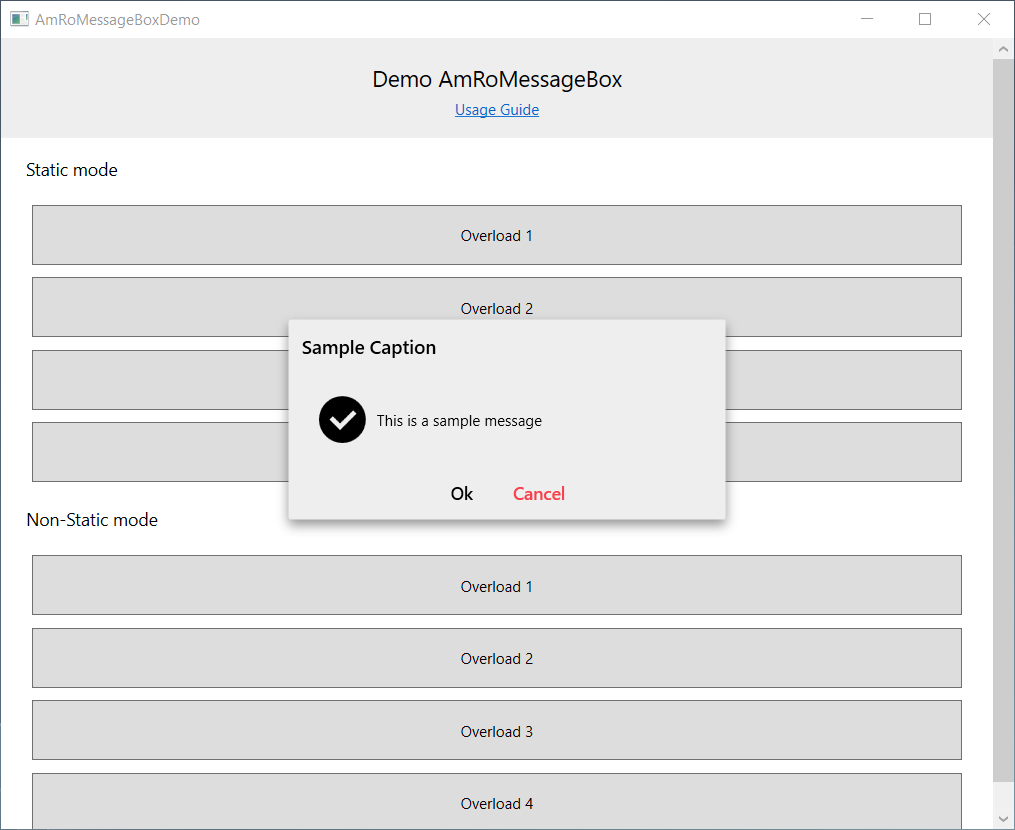 AmRoMessageBoxDemo
Demo AmRoMessageBox
Usage Guide
Static mode
Overload 1
Overload 2
Sample Caption
This is a sample message
Ok
Cancel
Non-Static mode
Overload 1
Overload 2
Overload 3
Overload 4